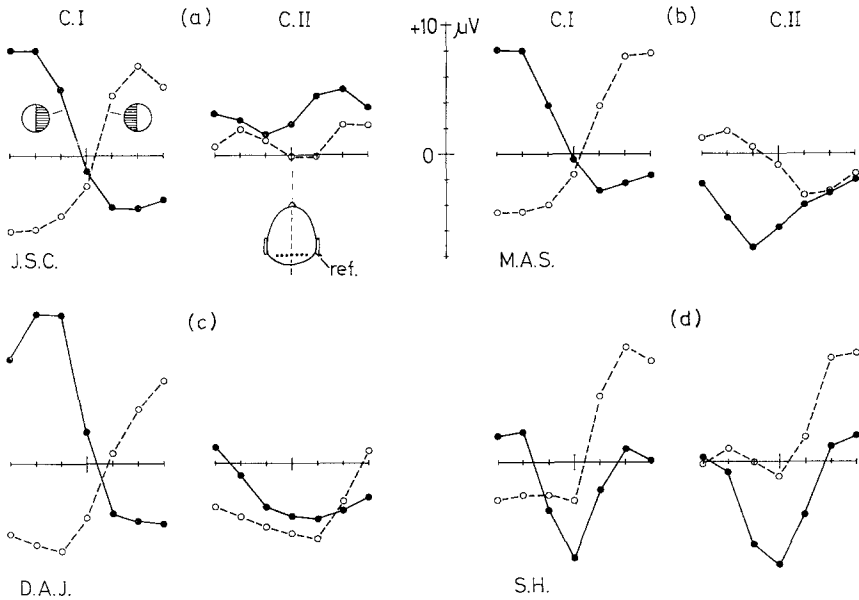 C.I (a) C.II
+10 µV
C.I (b) C.II
0
J.S.C.
ref.
M.A.S.
(c)
(d)
D.A.J.
S.H.